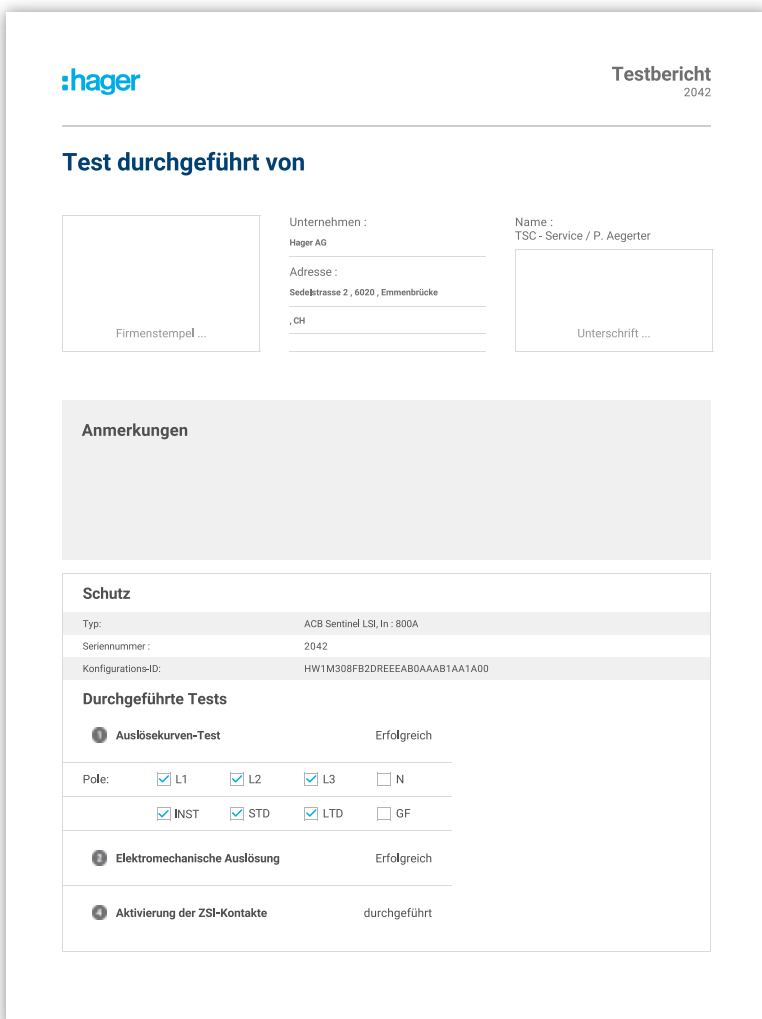 :hager
Testbericht
2042
Test durchgeführt von
Firmenstempel ...
Unternehmen :
Hager AG
Adresse :
Sedelstrasse 2 , 6020 , Emmenbrücke
, CH
Name :
TSC - Service / P. Aegerter
Unterschrift ...
Anmerkungen
Schutz
Typ: ACB Sentinel LSI, In : 800A
Seriennummer : 2042
Konfigurations-ID: HW1M308FB2DREEEAB0AAAB1AA1A00
Durchgeführte Tests
1 Auslösekurven-Test Erfolgreich
Pole: L1 L2 L3 N
INST STD LTD GF
Elektromechanische Auslösung Erfolgreich
4 Aktivierung der ZSI-Kontakte durchgeführt